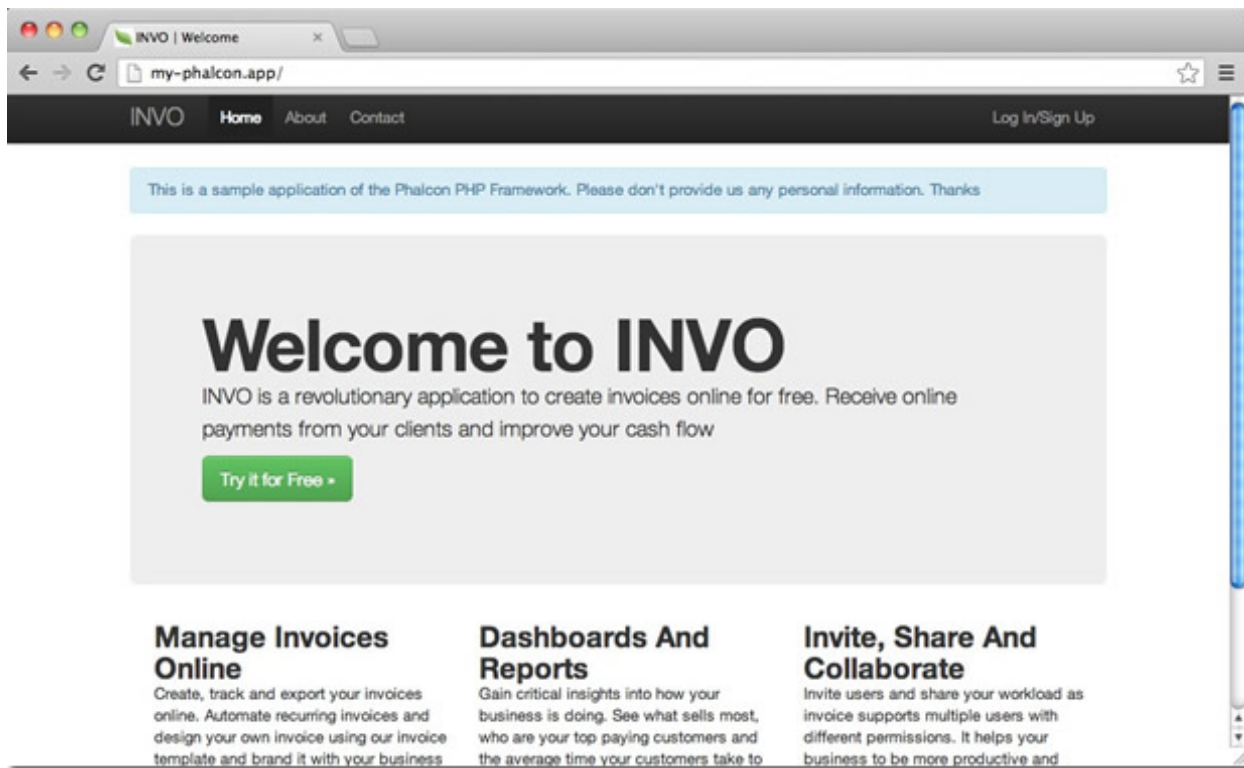 INVO | Welcome
my-phalcon.app/
INVO Home About Contact Log In/Sign Up
This is a sample application of the Phalcon PHP Framework. Please don't provide us any personal information. Thanks
Welcome to INVO
INVO is a revolutionary application to create invoices online for free. Receive online
payments from your clients and improve your cash flow
Try it for Free »
Manage Invoices
Online
Create, track and export your invoices
online. Automate recurring invoices and
design your own invoice using our invoice
template and brand it with your business
Dashboards And
Reports
Gain critical insights into how your
business is doing. See what sells most,
who are your top paying customers and
the average time your customers take to
Invite, Share And
Collaborate
Invite users and share your workload as
invoice supports multiple users with
different permissions. It helps your
business to be more productive and